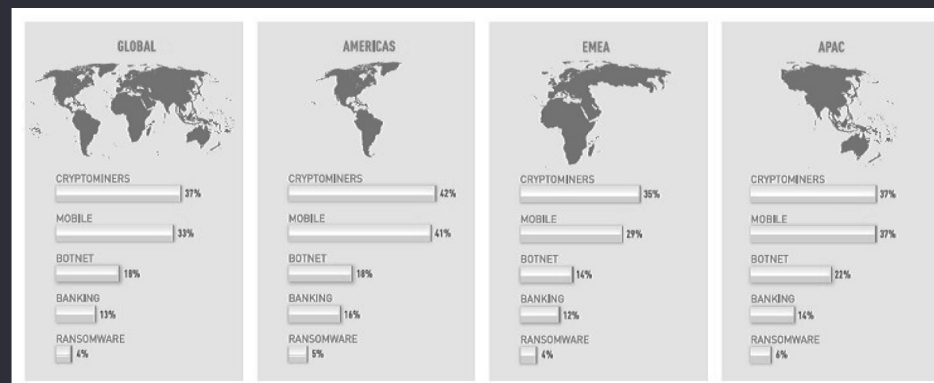 GLOBAL
CRYPTOMINERS
37%
MOBILE
33%
BOTNET
18%
BANKING
13%
RANSOMWARE
4%
AMERICAS
CRYPTOMINERS
42%
MOBILE
41%
BOTNET
18%
BANKING
16%
RANSOMWARE
5%
EMEA
CRYPTOMINERS
35%
MOBILE
29%
BOTNET
14%
BANKING
12%
RANSOMWARE
4%
APAC
CRYPTOMINERS
37%
MOBILE
37%
BOTNET
22%
BANKING
14%
RANSOMWARE
6%